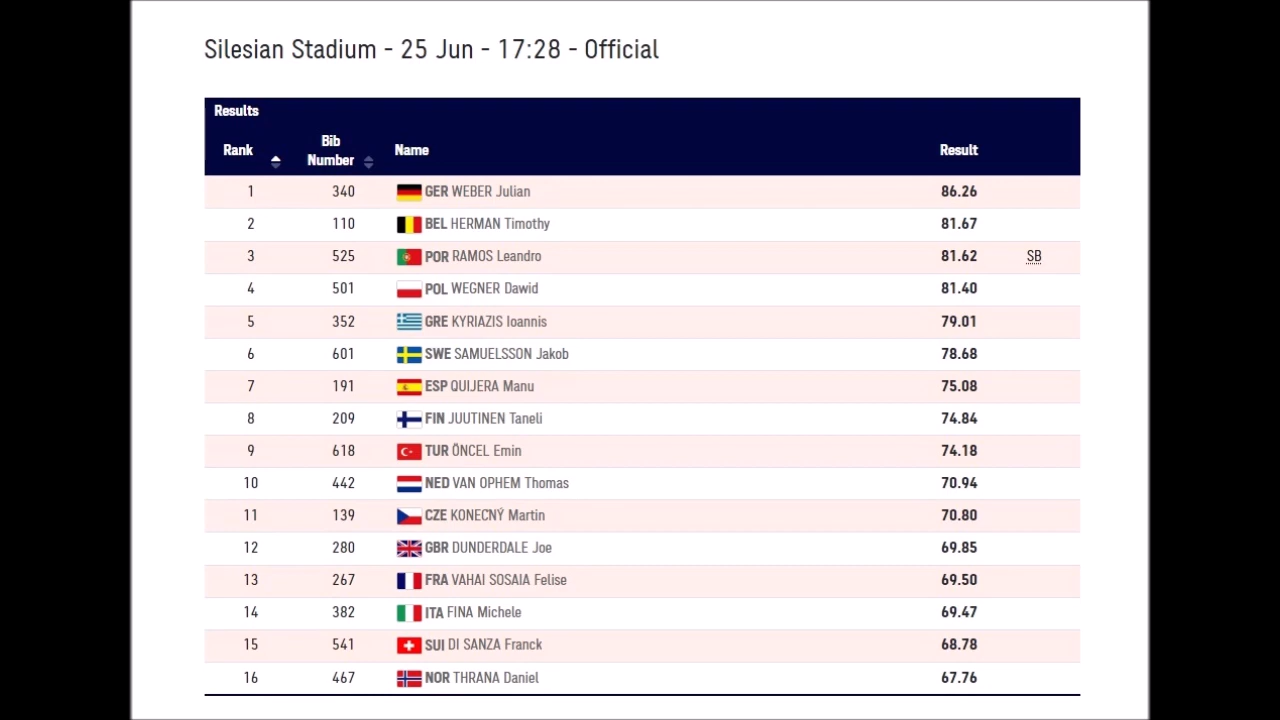 Silesian Stadium - 25 Jun - 17:28 - Official
Results
Rank Bib Number Name Result
1 340 GER WEBER Julian 86.26
2 110 BEL HERMAN Timothy 81.67
3 525 POR RAMOS Leandro 81.62 SB
4 501 POL WEGNER Dawid 81.40
5 352 GRE KYRIAZIS Ioannis 79.01
6 601 SWE SAMUELSSON Jakob 78.68
7 191 ESP QUIJERA Manu 75.08
8 209 FIN JUUTINEN Taneli 74.84
9 618 TUR ÖNCEL Emin 74.18
10 442 NED VAN OPHEM Thomas 70.94
11 139 CZE KONECNÝ Martin 70.80
12 280 GBR DUNDERDALE Joe 69.85
13 267 FRA VAHAI SOSAIA Felise 69.50
14 382 ITA FINA Michele 69.47
15 541 SUI DI SANZA Franck 68.78
16 467 NOR THRANA Daniel 67.76